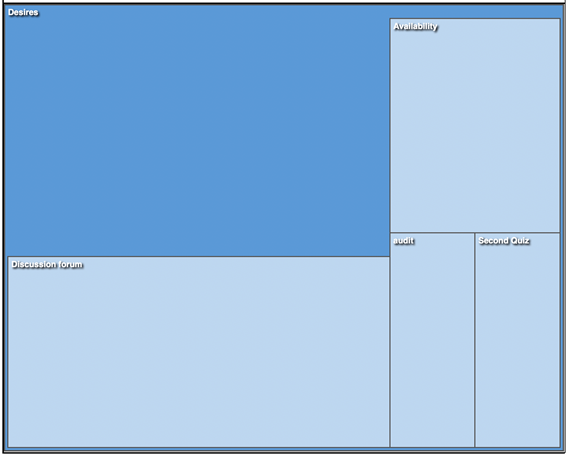 Desires
Availability
Discussion forum
audit
Second Quiz